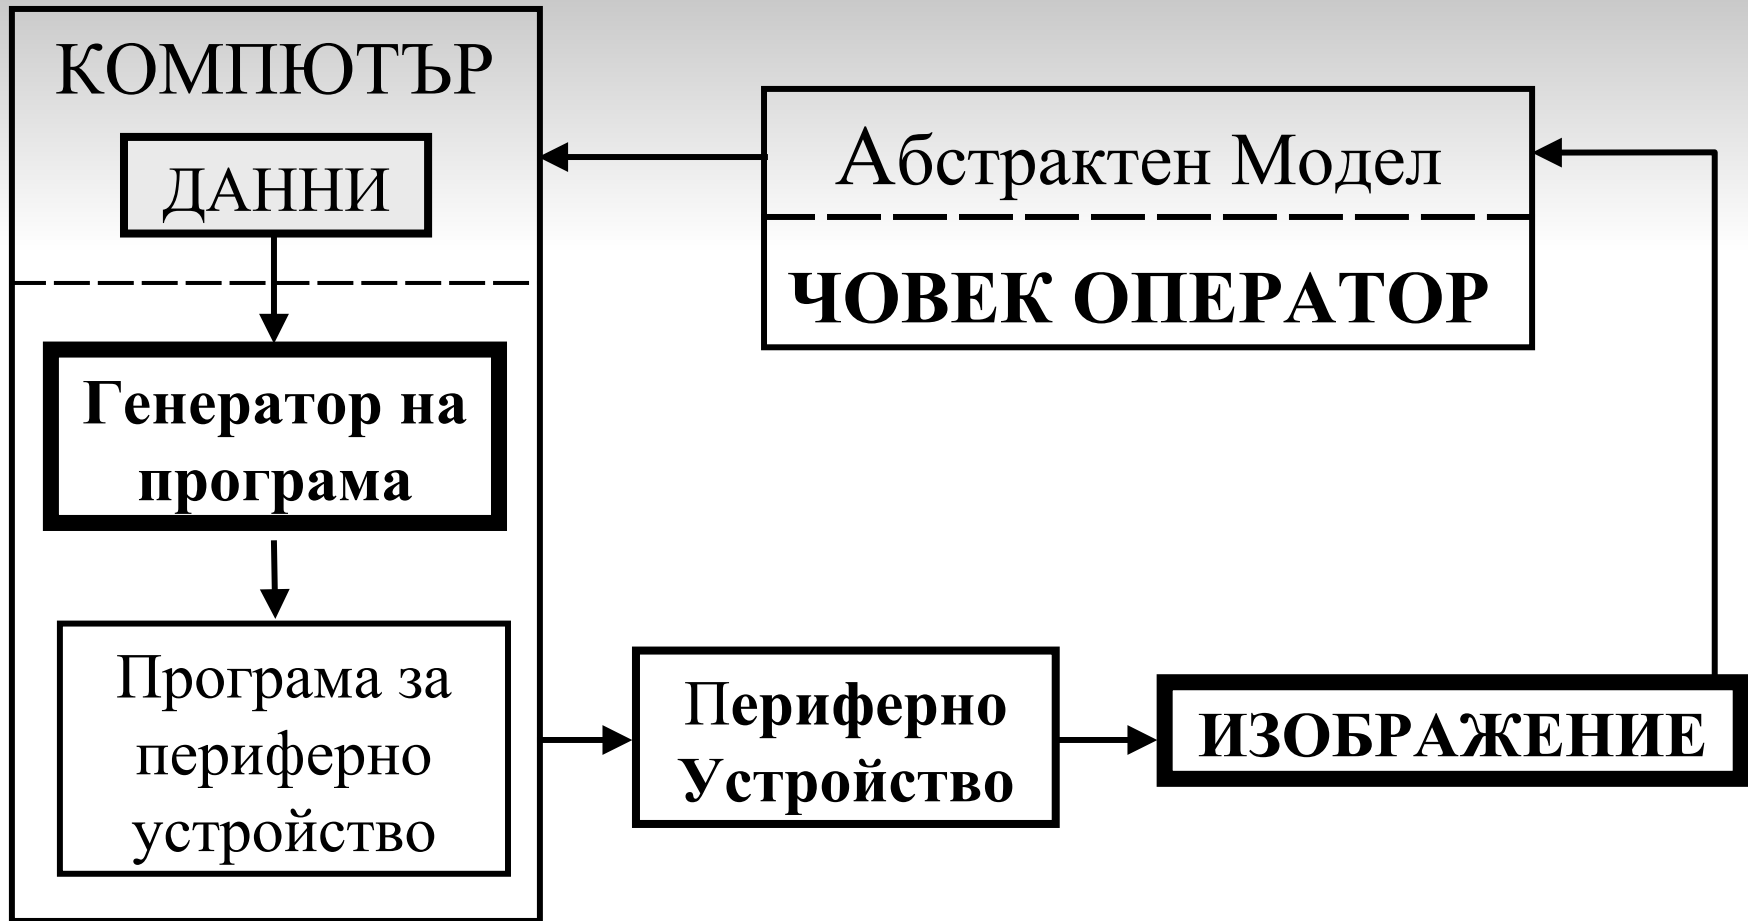 КОМПЮТЪР
ДАННИ
Генератор на
програма
Програма за
периферно
устройство
Абстрактен Модел
ЧОВЕК ОПЕРАТОР
Периферно
Устройство
ИЗОБРАЖЕНИЕ